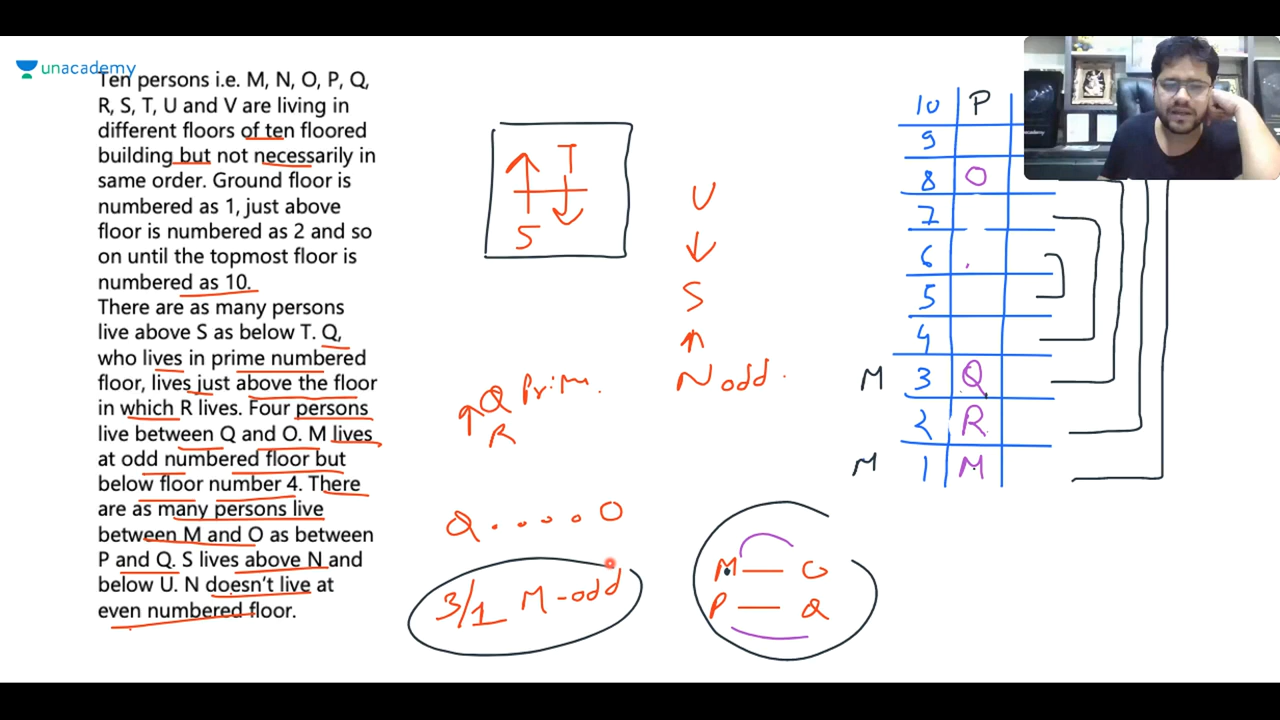 unacademy
Ten persons i.e. M, N, O, P, Q,
R, S, T, U and V are living in
different floors of ten floored
building but not necessarily in
same order. Ground floor is
numbered as 1, just above
floor is numbered as 2 and so
on until the topmost floor is
numbered as 10.
There are as many persons
live above S as below T. Q,
who lives in prime numbered
floor, lives just above the floor
in which R lives. Four persons
live between Q and O. M lives
at odd numbered floor but
below floor number 4. There
are as many persons live
between M and O as between
P and Q. S lives above N and
below U. N doesn't live at
even numbered floor.
T
S
U
S
N odd.
Q Prim.
R
Q....O
3/1 M-odd
M — O
P — Q
10 P
9
8 O
7
6
5
4
M 3 Q
2 R
M 1 M